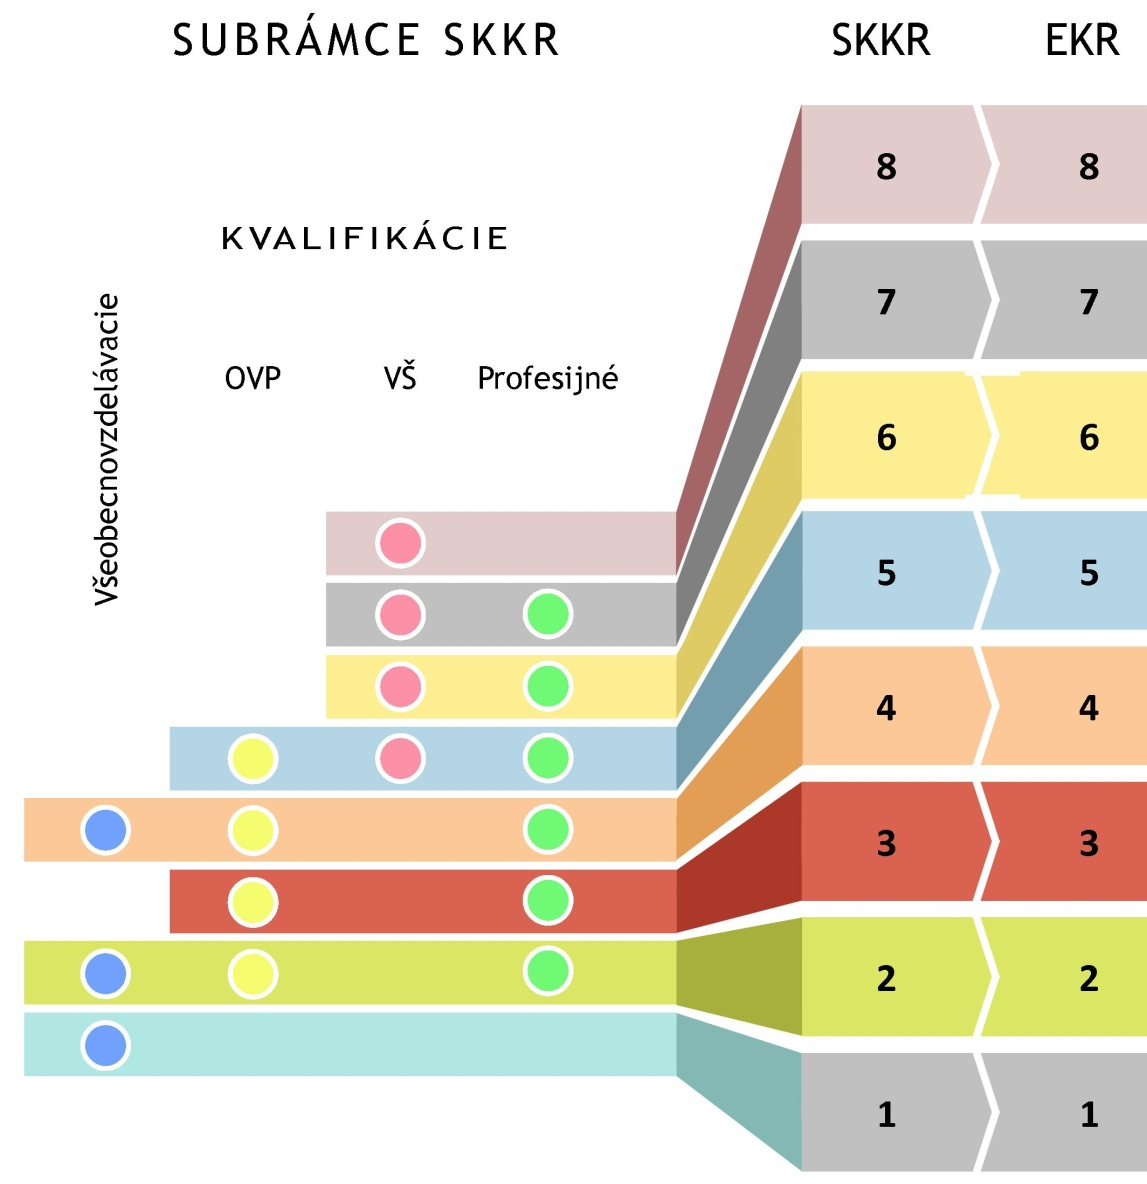 SUBRÁMCE SKKR
SKKR
EKR
KVALIFIKÁCIE
Všeobecnovzdelávacie
OVP
VŠ
Profesijné
8
8
7
7
6
6
5
5
4
4
3
3
2
2
1
1